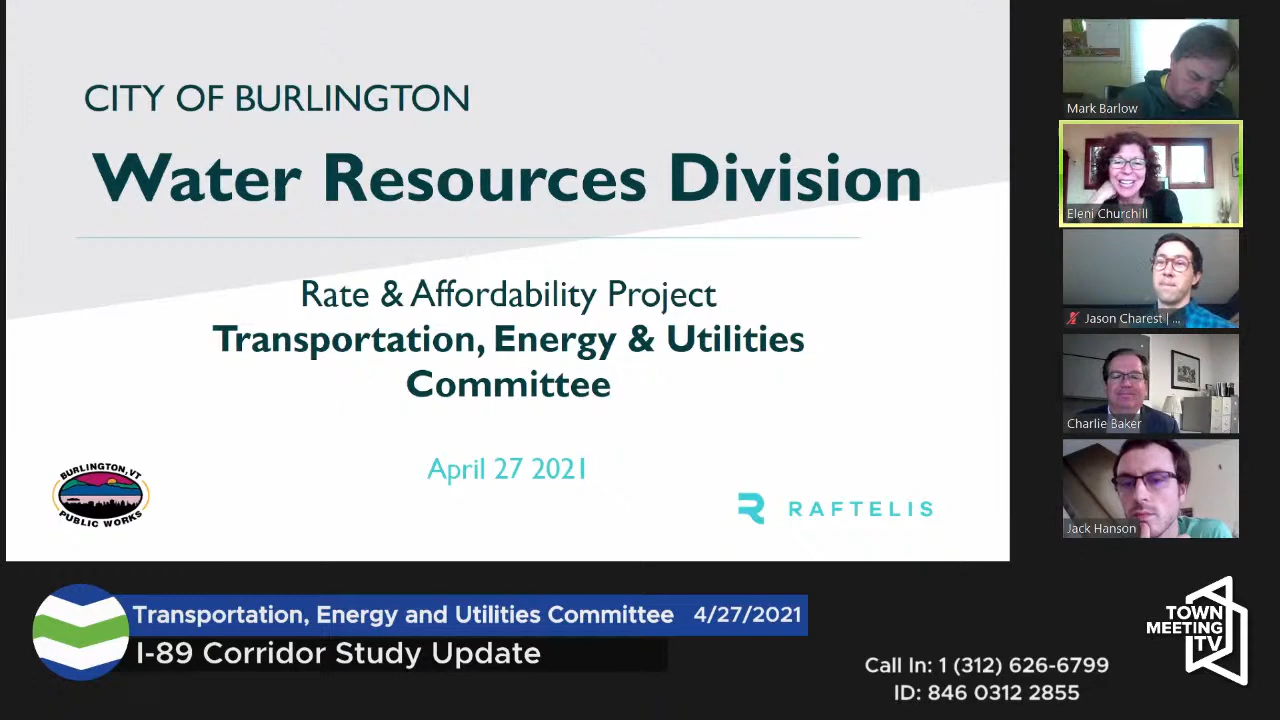 CITY OF BURLINGTON
Water Resources Division
Rate & Affordability Project
Transportation, Energy & Utilities
Committee
April 27 2021
BURLINGTON, VT
PUBLIC WORKS
RAFTELIS
Mark Barlow
Eleni Churchill
Jason Charest | ...
Charlie Baker
Jack Hanson
Transportation, Energy and Utilities Committee 4/27/2021
I-89 Corridor Study Update
Call In: 1 (312) 626-6799
ID: 846 0312 2855
TOWN
MEETING
TV